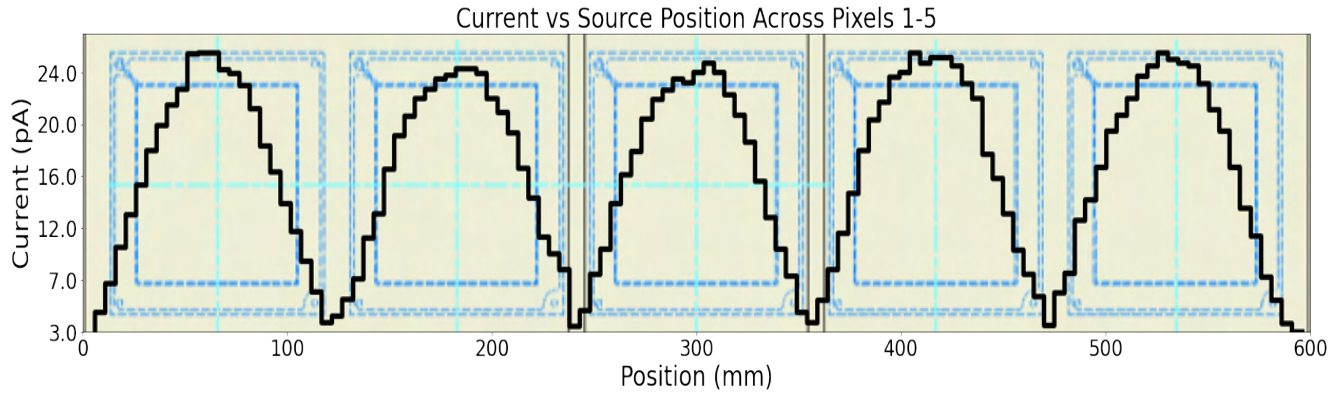 Current vs Source Position Across Pixels 1-5
Current (pA)
24.0
20.0
16.0
12.0
7.0
3.0
0 100 200 300 400 500 600
Position (mm)